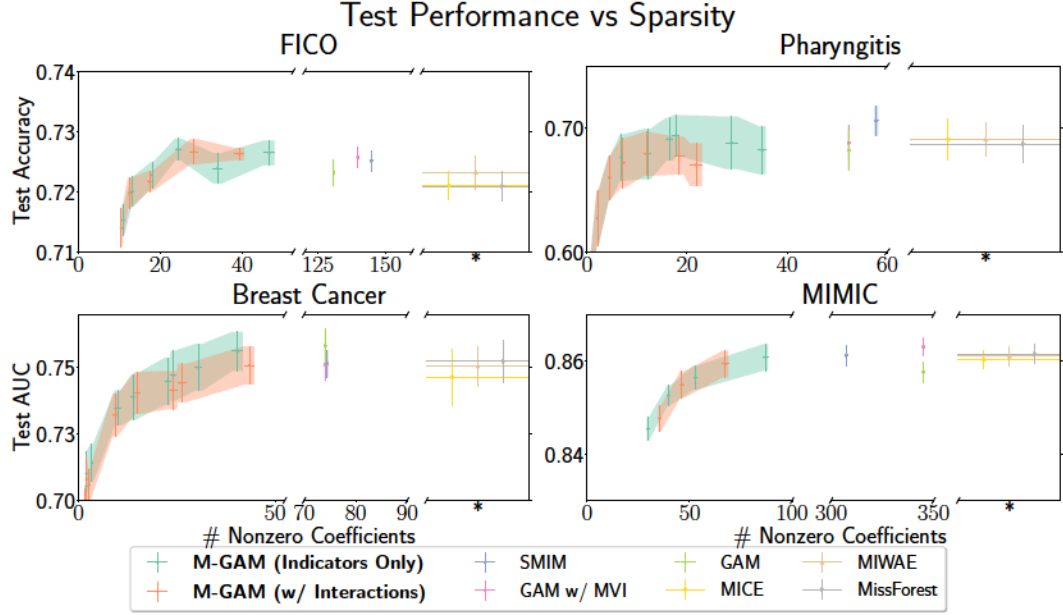 Test Performance vs Sparsity
FICO
Pharyngitis
Test Accuracy
0.74
0.73
0.72
0.71
0 20 40 125 150 *
0.70
0.60
0 20 40 60 *
Breast Cancer
MIMIC
Test AUC
0.75
0.73
0.70
0 50 70 80 90 *
0.86
0.84
0 50 100 300 350 *
# Nonzero Coefficients
# Nonzero Coefficients
M-GAM (Indicators Only) SMIM GAM MIWAE
M-GAM (w/ Interactions) GAM w/ MVI MICE MissForest